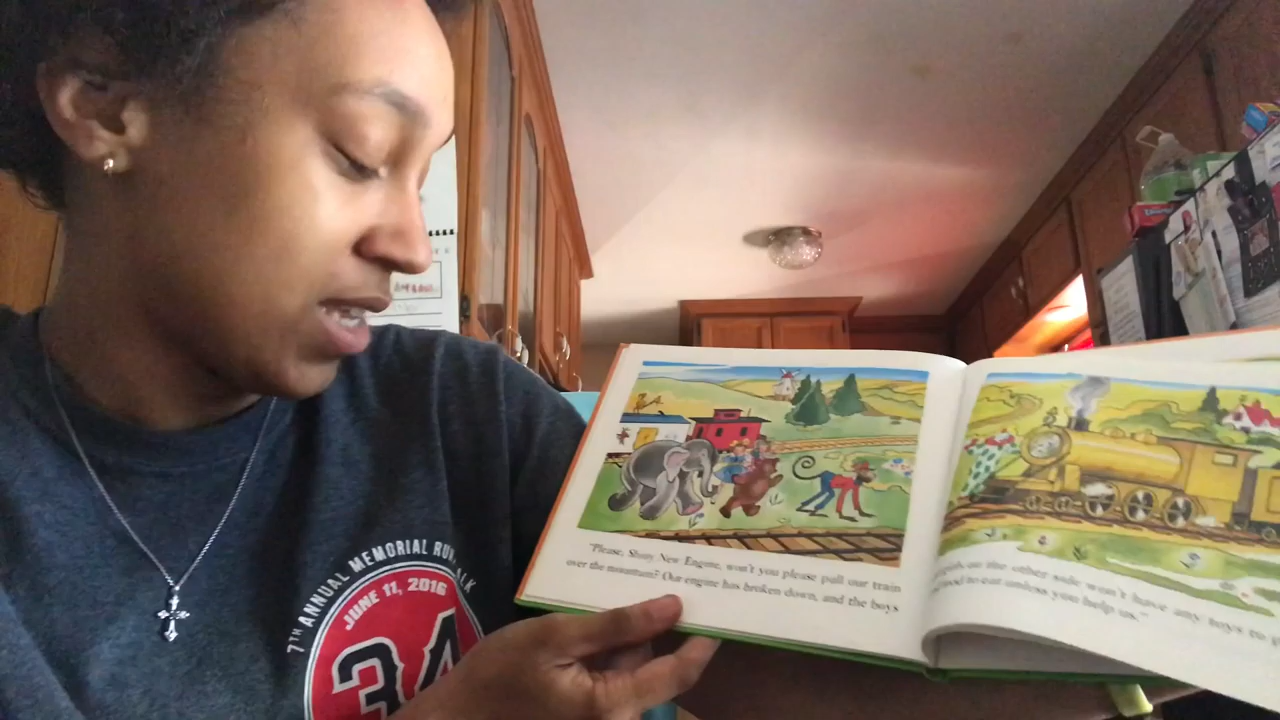 7TH ANNUAL MEMORIAL RUN
JUNE 11, 2016
34
"Please, Shiny New Engine, won't you please pull our train
over the mountain? Our engine has broken down, and the boys
on the other side won't have any toys to
food to eat unless you help us."